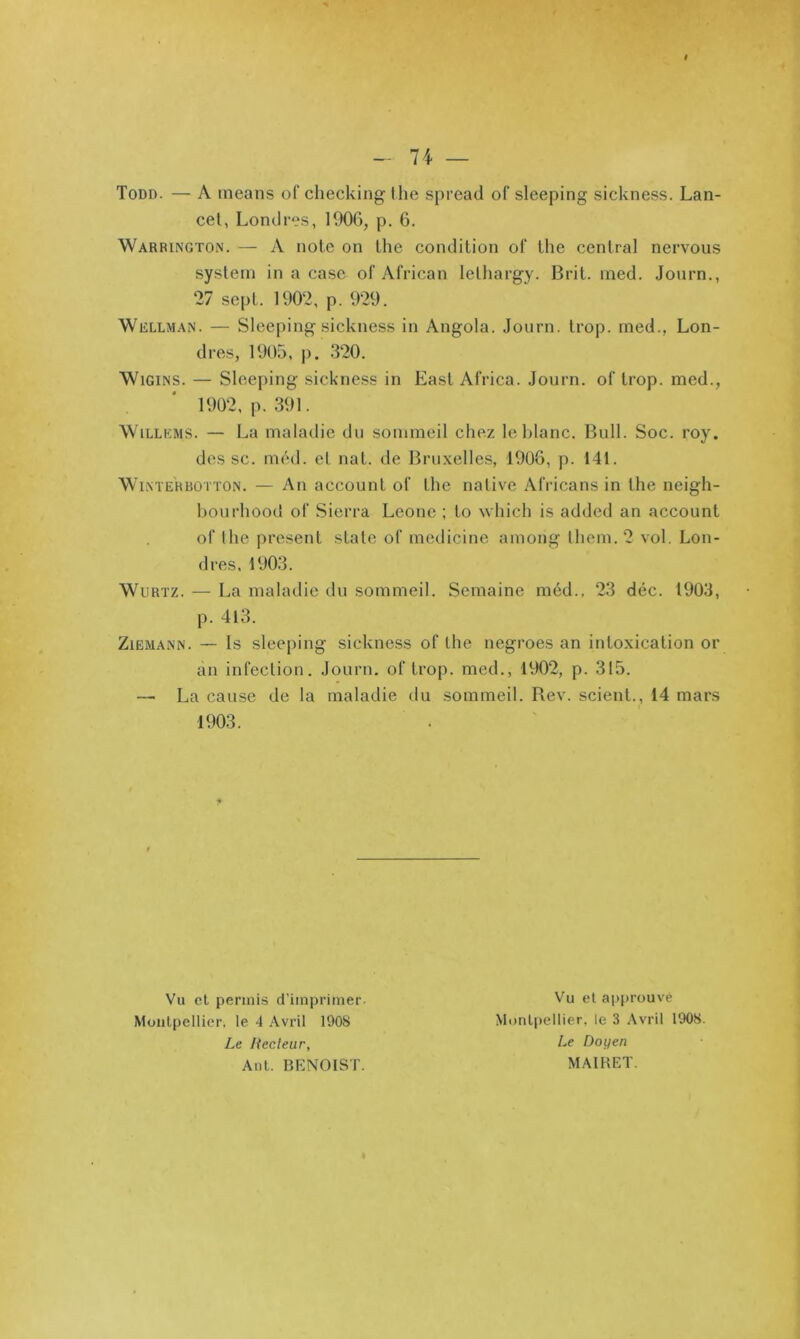 — 74 —
Todd. — A means of checking the spread of sleeping sickness. Lan-
cet, Londres, 1906, p. 6.
Warrington. — A note on the condition of the central nervous
system in a case of African lethargy. Brit. med. Journ.,
27 sept. 1902, p. 929.
Wellman. — Sleeping sickness in Angola. Journ. trop. med., Lon-
dres, 1905, p. 320.
Wigins. — Sleeping sickness in East Africa. Journ. of trop. med.,
1902, p. 391.
Willems. — La maladie du sommeil chez le blanc. Bull. Soc. roy.
des sc. méd. et nat. de Bruxelles, 1906, p. 141.
Winterbotton. — An account of the native Africans in the neigh-
bourhood of Sierra Leone ; to which is added an account
of the present state of medicine among them. 2 vol. Lon-
dres, 1903.
Wurtz. — La maladie du sommeil. Semaine méd., 23 déc. 1903,
p. 413.
Ziemann. — Is sleeping sickness of the negroes an intoxication or
an infection. Journ. of trop. med., 1902, p. 315.
— La cause de la maladie du sommeil. Rev. scient., 14 mars
1903.
Vu et permis d'imprimer.
Montpellier, le 4 Avril 1908
Le Recteur,
Ant. BENOIST.
Vu et approuvé
Montpellier, le 3 Avril 1908.
Le Doyen
MAIRET.